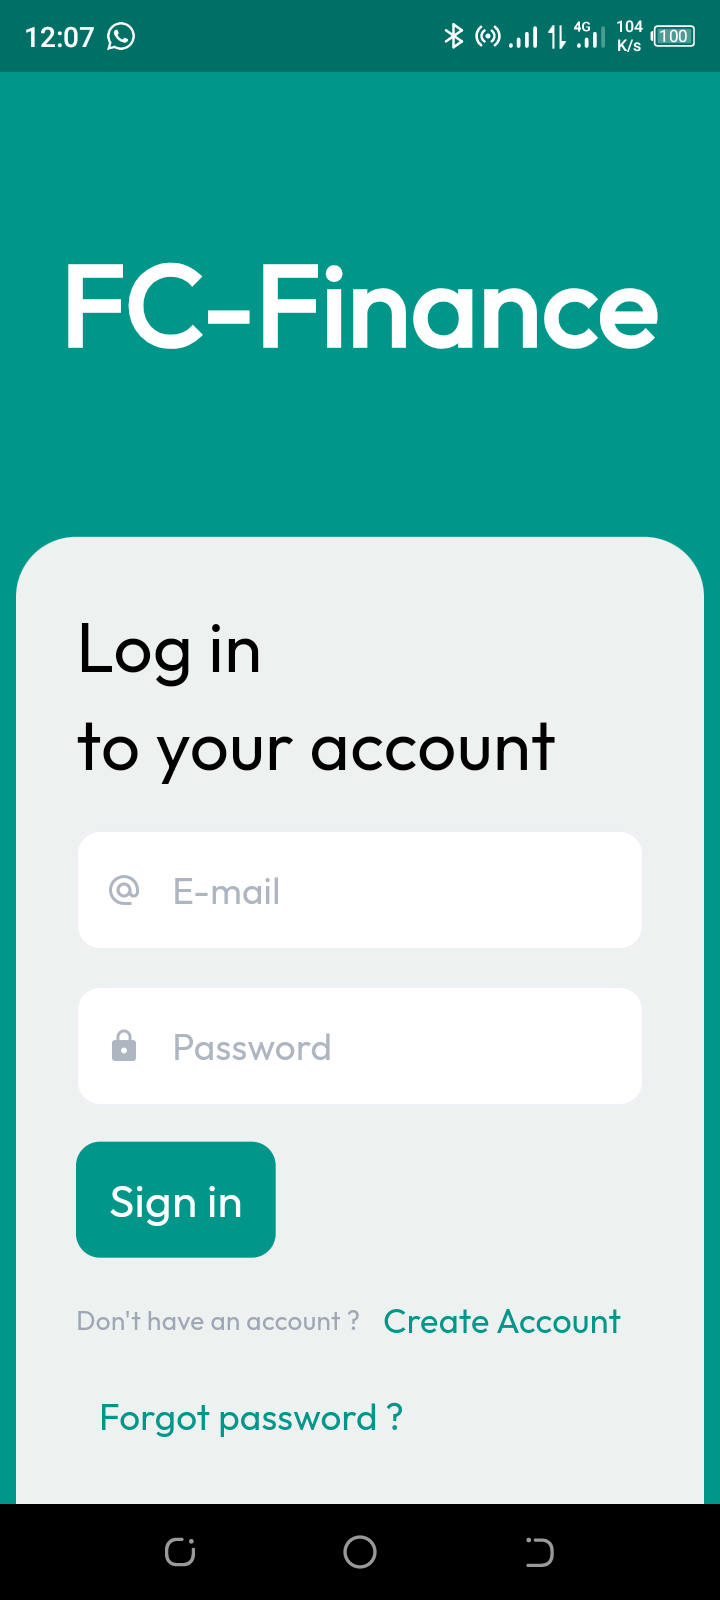 12:07 4G 104 K/s 100
FC-Finance
Log in
to your account
@ E-mail
Password
Sign in
Don't have an account ? Create Account
Forgot password ?